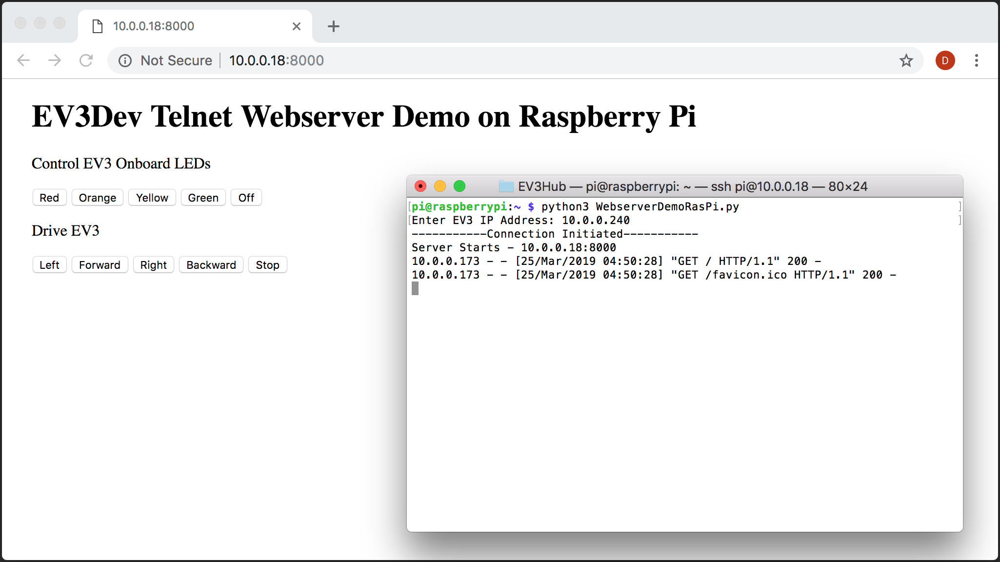 10.0.0.18:8000
Not Secure 10.0.0.18:8000
D
EV3Dev Telnet Webserver Demo on Raspberry Pi
Control EV3 Onboard LEDs
Red Orange Yellow Green Off
Drive EV3
Left Forward Right Backward Stop
EV3Hub — pi@raspberrypi: ~ — ssh pi@10.0.0.18 — 80×24
[pi@raspberrypi:~ $ python3 WebserverDemoRasPi.py ]
[Enter EV3 IP Address: 10.0.0.240 ]
-----------Connection Initiated-----------
Server Starts - 10.0.0.18:8000
10.0.0.173 - - [25/Mar/2019 04:50:28] "GET / HTTP/1.1" 200 -
10.0.0.173 - - [25/Mar/2019 04:50:28] "GET /favicon.ico HTTP/1.1" 200 -